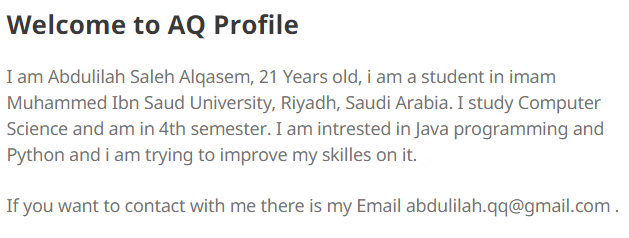 Welcome to AQ Profile
I am Abdulilah Saleh Alqasem, 21 Years old, i am a student in imam
Muhammed Ibn Saud University, Riyadh, Saudi Arabia. I study Computer
Science and am in 4th semester. I am intrested in Java programming and
Python and i am trying to improve my skilles on it.
If you want to contact with me there is my Email abdulilah.qq@gmail.com .